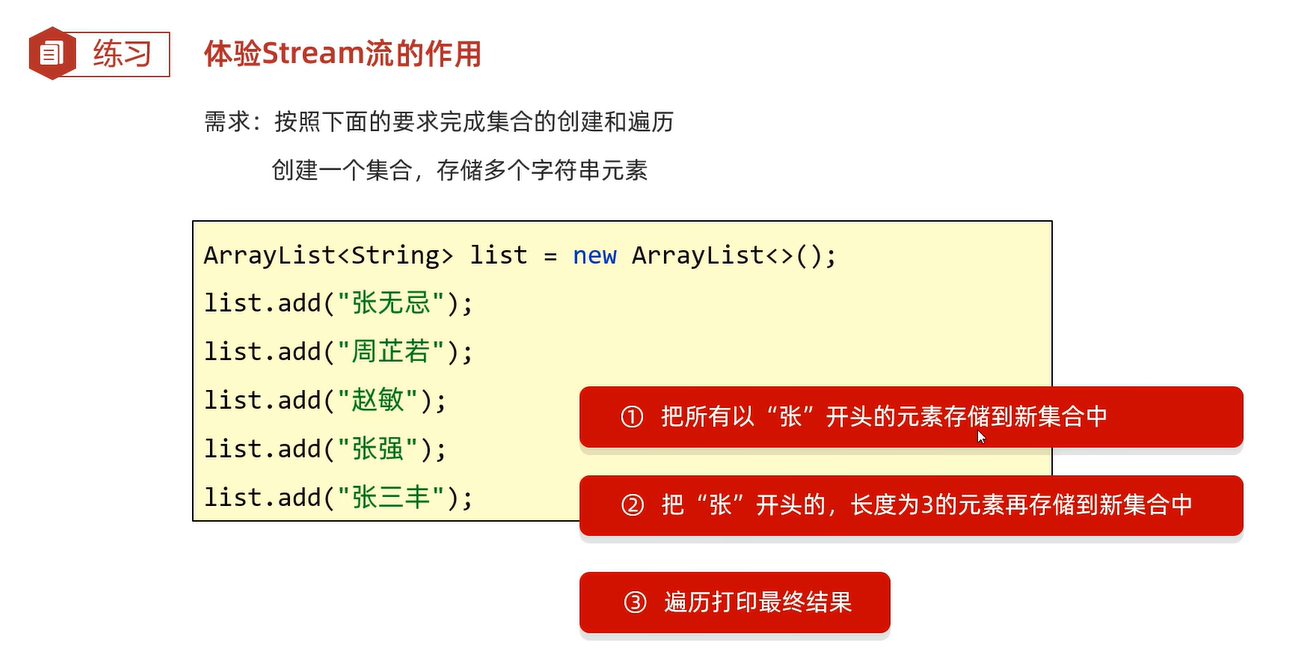 练习
体验Stream流的作用
需求：按照下面的要求完成集合的创建和遍历
创建一个集合，存储多个字符串元素
ArrayList<String> list = new ArrayList<>();
list.add("张无忌");
list.add("周芷若");
list.add("赵敏");
list.add("张强");
list.add("张三丰");
① 把所有以“张”开头的元素存储到新集合中
② 把“张”开头的，长度为3的元素再存储到新集合中
③ 遍历打印最终结果